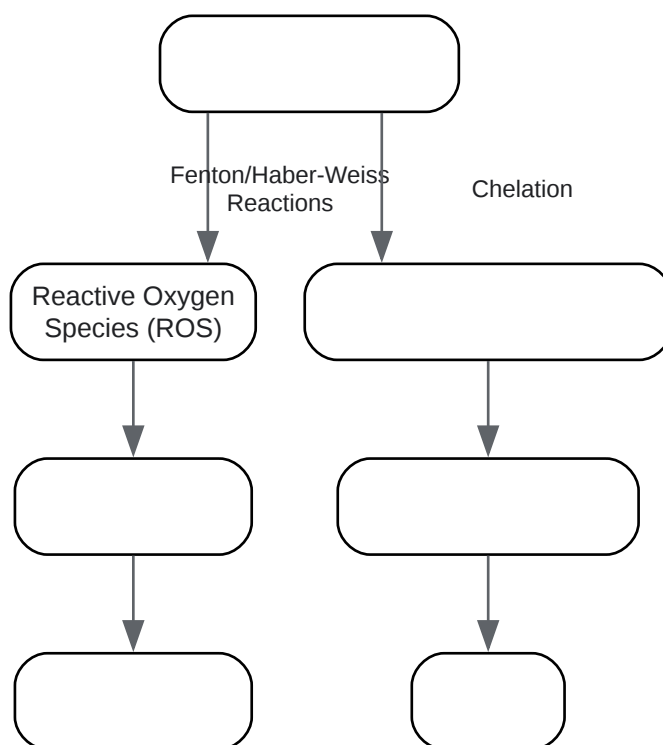 Fenton/Haber-Weiss
Reactions
Chelation
Reactive Oxygen
Species (ROS)